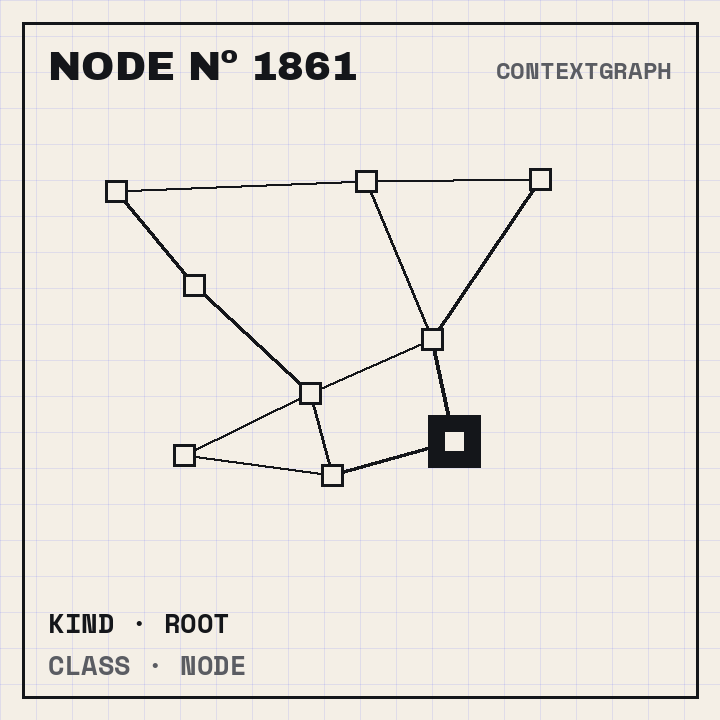 NODE Nº 1861
CONTEXTGRAPH
KIND · ROOT
CLASS · NODE